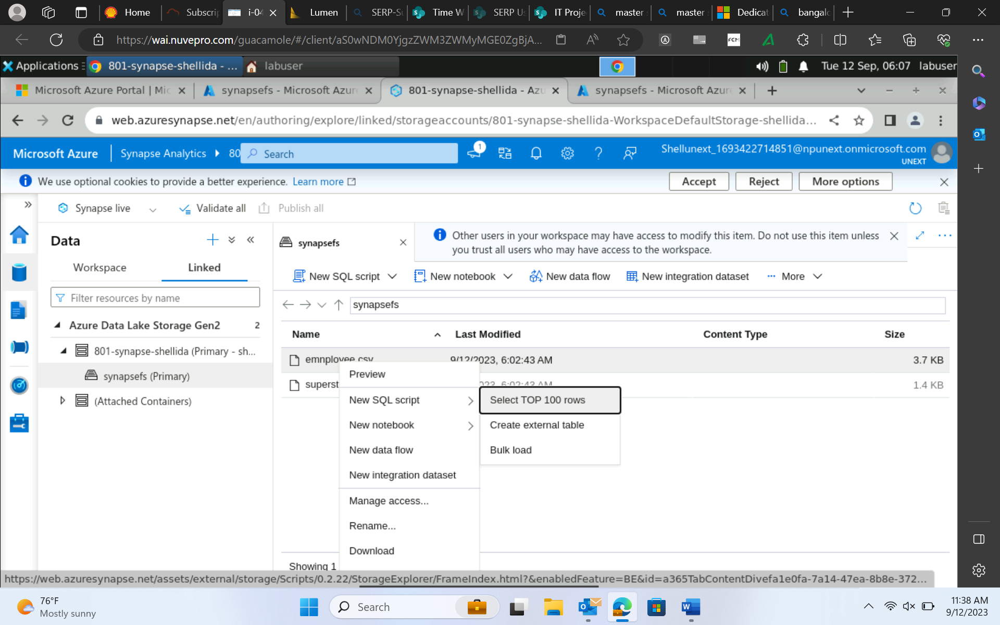 Home
Subscrip
i-04
Lumen
SERP-Su
Time W
SERP Us
IT Proje
master
master
Dedicat
bangalo
https://wai.nuvepro.com/guacamole/#/client/aS0wNDM0YjgzZWM3ZWMyMGE0ZgBjA...
Applications
801-synapse-shellida - ...
labuser
Tue 12 Sep, 06:07 labuser
Microsoft Azure Portal | Mic
synapsefs - Microsoft Azure
801-synapse-shellida - Azu
synapsefs - Microsoft Azure
web.azuresynapse.net/en/authoring/explore/linked/storageaccounts/801-synapse-shellida-WorkspaceDefaultStorage-shellida...
Microsoft Azure
Synapse Analytics
80
Search
1
Shellunext_1693422714851@npunext.onmicrosoft.com
UNEXT
We use optional cookies to provide a better experience. Learn more
Accept
Reject
More options
Synapse live
Validate all
Publish all
Data
Workspace
Linked
Filter resources by name
Azure Data Lake Storage Gen2 2
801-synapse-shellida (Primary - sh...
synapsefs (Primary)
(Attached Containers)
synapsefs
Other users in your workspace may have access to modify this item. Do not use this item unless
you trust all users who may have access to the workspace.
New SQL script
New notebook
New data flow
New integration dataset
More
synapsefs
Name
Last Modified
Content Type
Size
emnployee.csv 9/12/2023, 6:02:43 AM 3.7 KB
superst 023, 6:02:43 AM 1.4 KB
Preview
New SQL script
New notebook
New data flow
New integration dataset
Manage access...
Rename...
Download
Select TOP 100 rows
Create external table
Bulk load
Showing 1
https://web.azuresynapse.net/assets/external/storage/Scripts/0.2.22/StorageExplorer/FrameIndex.html?&enabledFeature=BE&id=a365TabContentDivefa1e0fa-7a14-47ea-8b8e-372...
76°F
Mostly sunny
Search
11:38 AM
9/12/2023